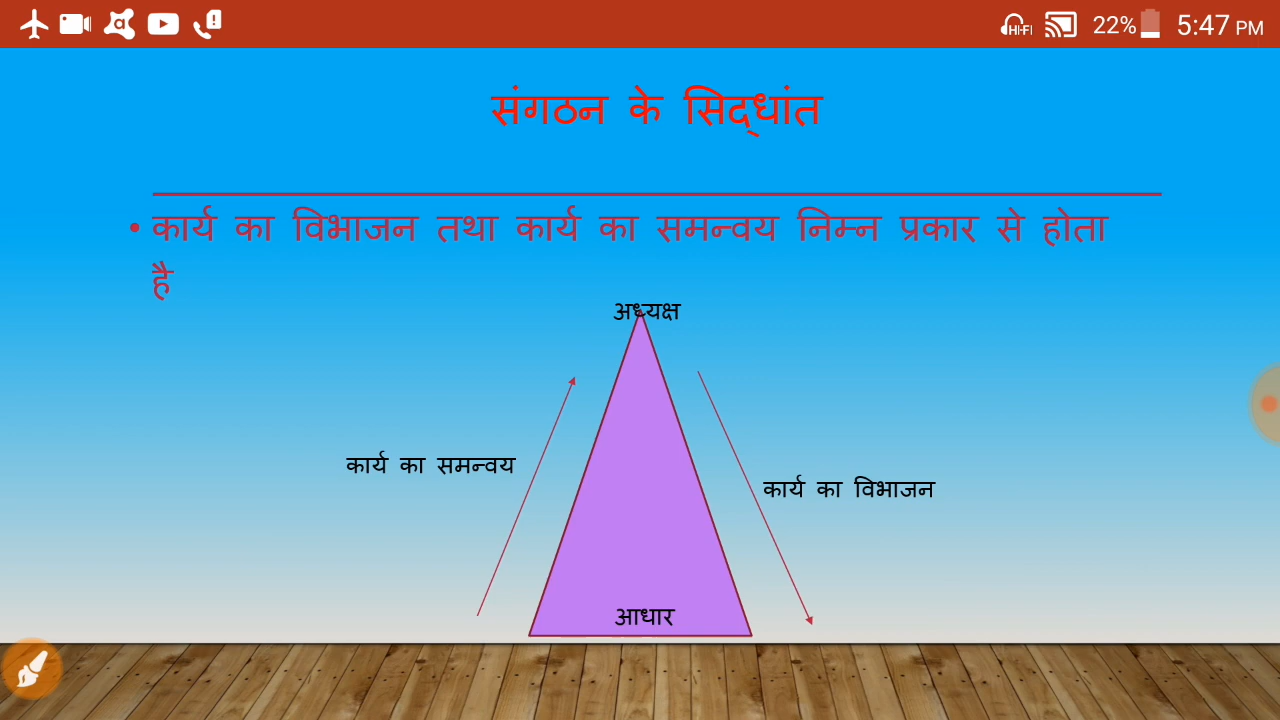 22% 5:47 PM
संगठन के सिद्धांत
• कार्य का विभाजन तथा कार्य का समन्वय निम्न प्रकार से होता
है
अध्यक्ष
कार्य का समन्वय
कार्य का विभाजन
आधार